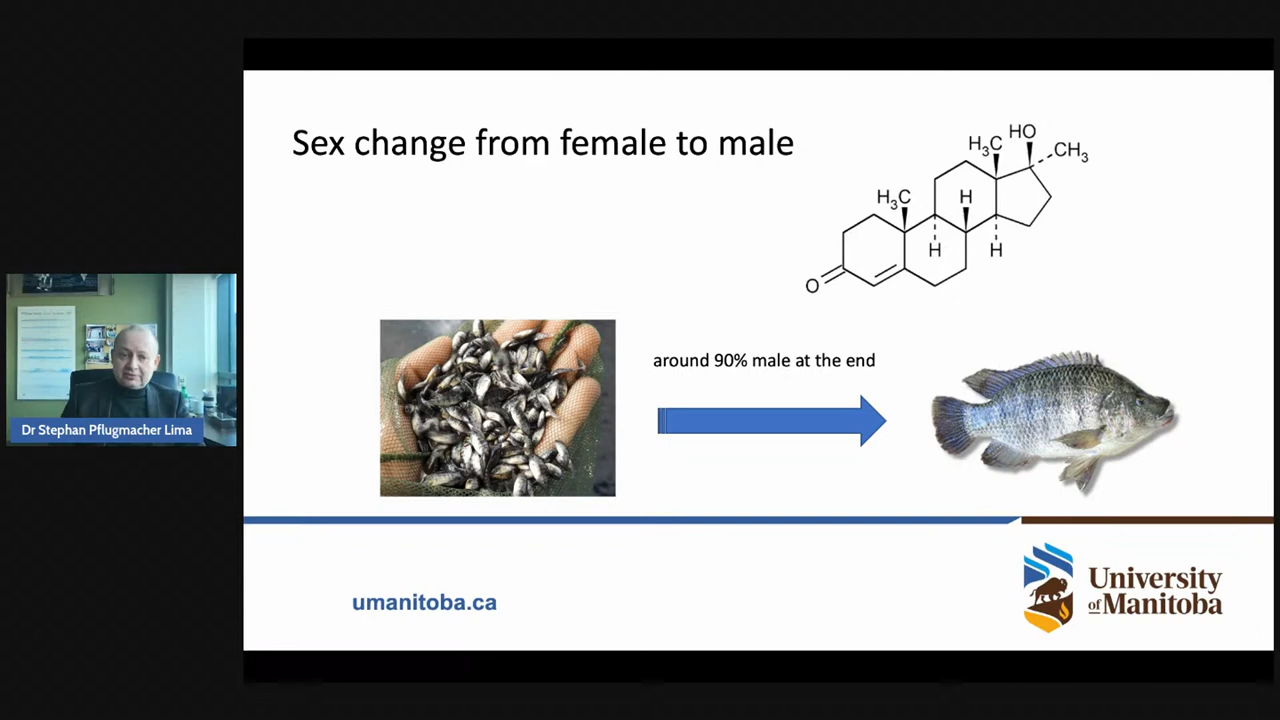 Sex change from female to male
HO
H₃C
CH₃
H₃C
H
H
H
O
around 90% male at the end
Dr Stephan Pflugmacher Lima
umanitoba.ca
University
of Manitoba